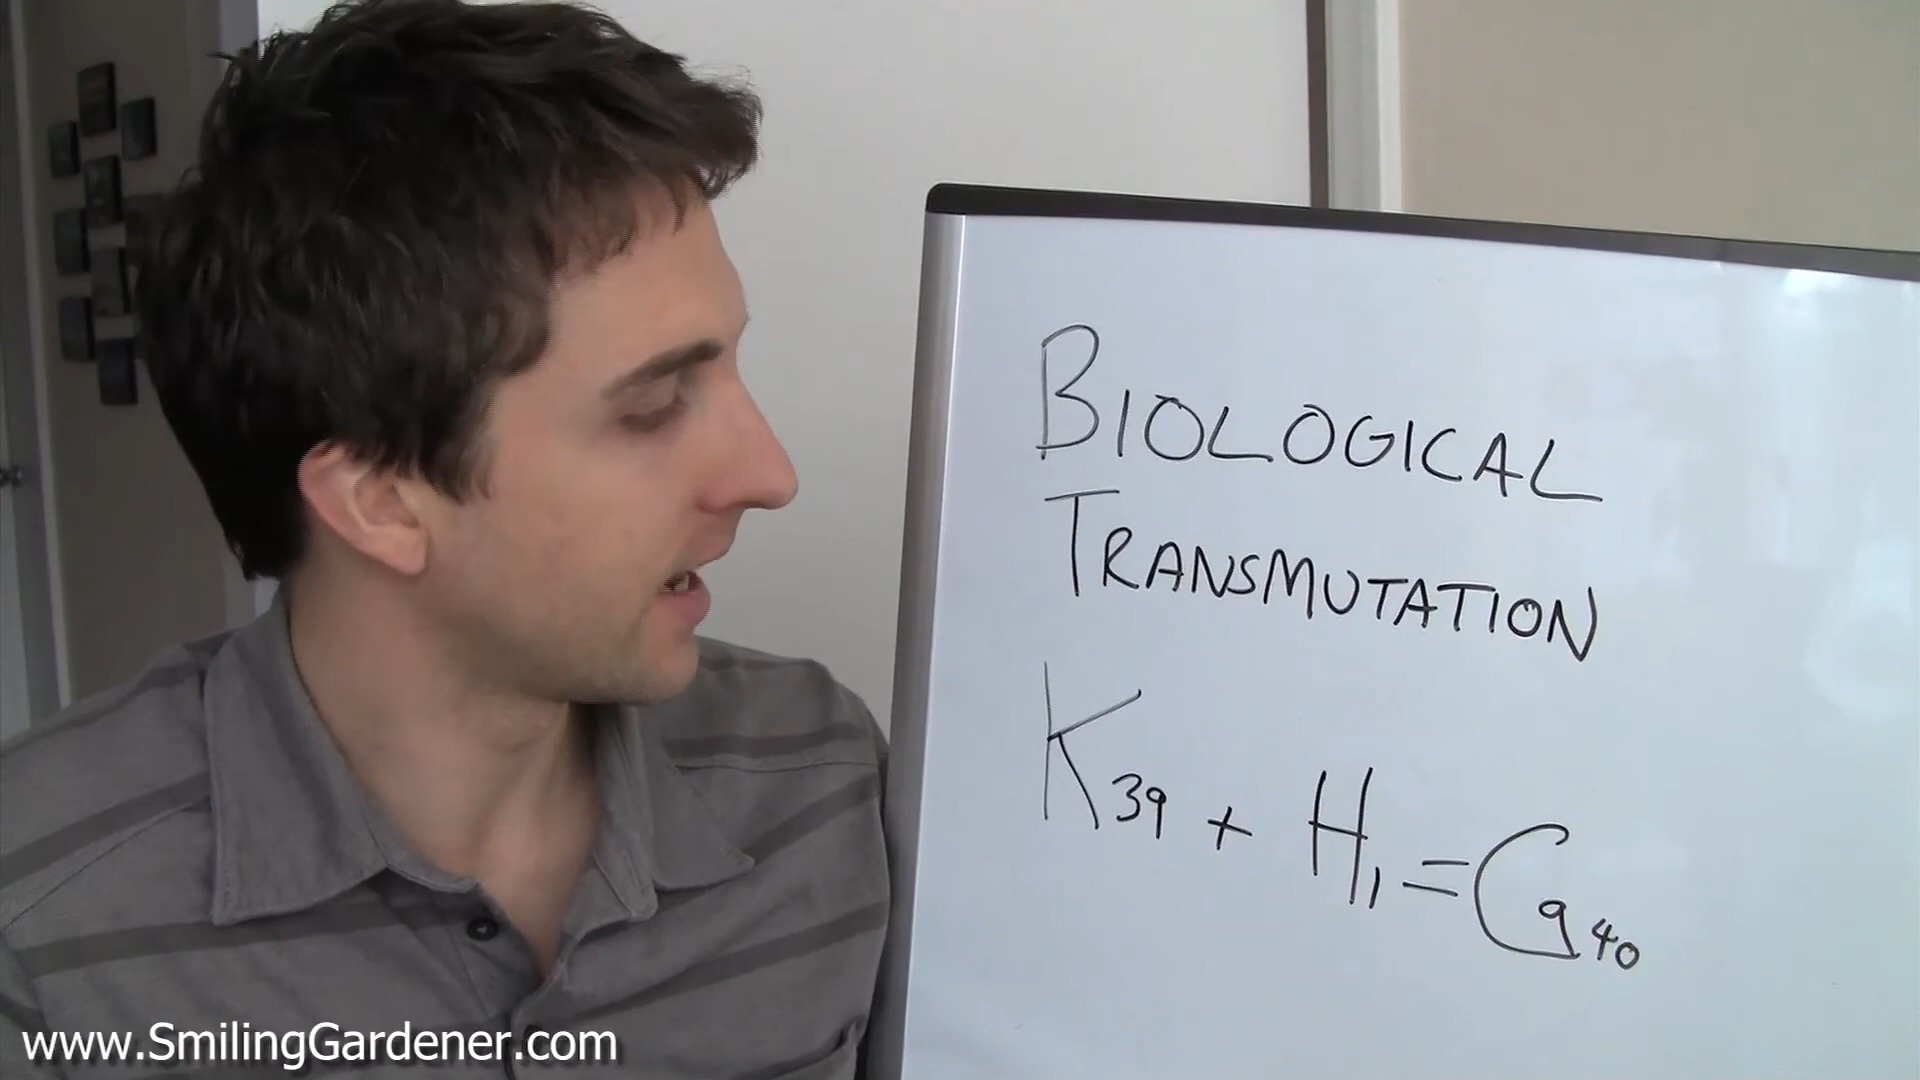 BIOLOGICAL
TRANSMUTATION
K39 + H1 = Ca40
www.SmilingGardener.com